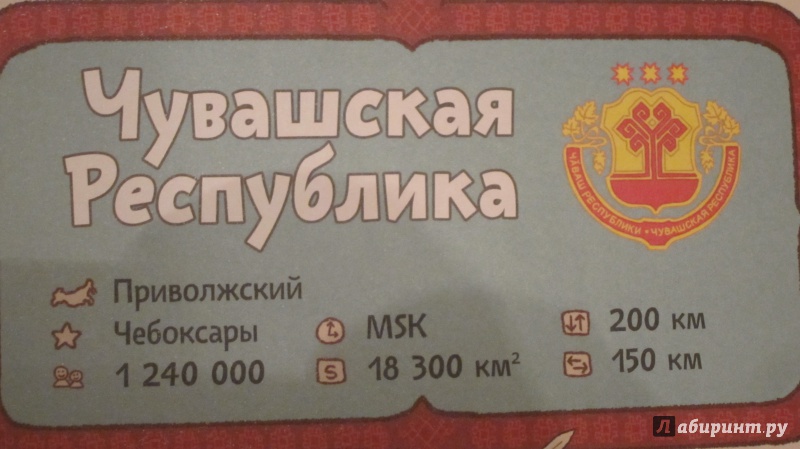 Чувашская
Республика
ЧĂВАШ РЕСПУБЛИКИ • ЧУВАШСКАЯ РЕСПУБЛИКА
Приволжский
Чебоксары
1 240 000
MSK
S 18 300 км²
200 км
150 км
Лабиринт.ру